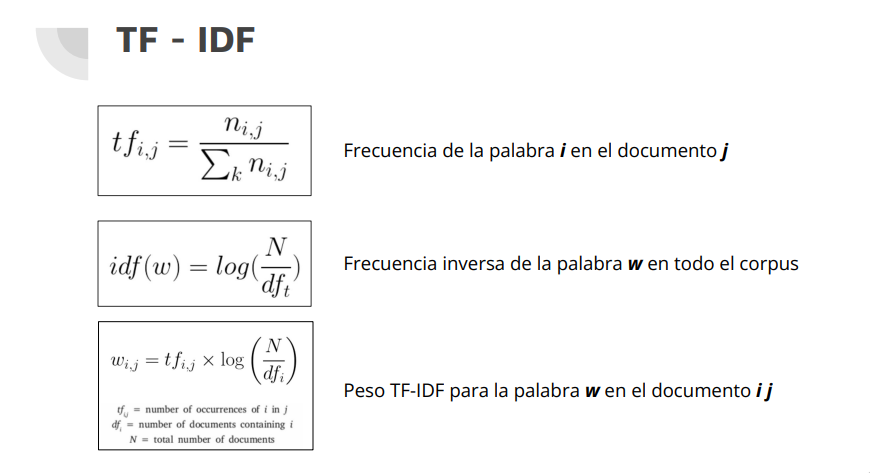 TF - IDF
tf_{i,j} = \frac{n_{i,j}}{\sum_k n_{i,j}}
Frecuencia de la palabra i en el documento j
idf(w) = log(\frac{N}{df_t})
Frecuencia inversa de la palabra w en todo el corpus
w_{i,j} = tf_{i,j} × log(\frac{N}{df_i})
tf_{ij} = number of occurrences of i in j
df_i = number of documents containing i
N = total number of documents
Peso TF-IDF para la palabra w en el documento i j